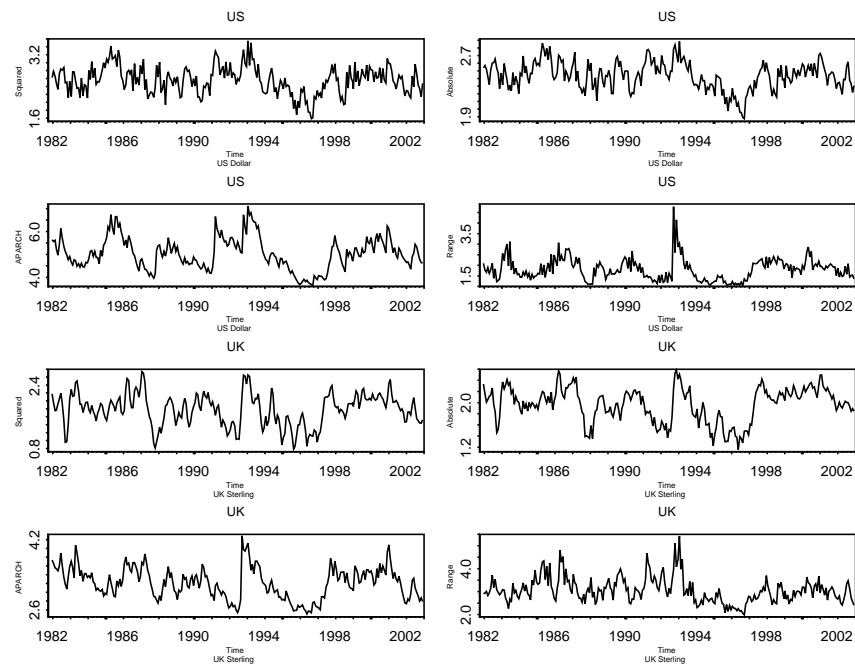 US
Squared
3.2
1.6
1982 1986 1990 1994 1998 2002
Time
US Dollar
US
Absolute
2.7
1.9
1982 1986 1990 1994 1998 2002
Time
US Dollar
US
APARCH
6.0
4.0
1982 1986 1990 1994 1998 2002
Time
US Dollar
US
Range
3.5
1.5
1982 1986 1990 1994 1998 2002
Time
US Dollar
UK
Squared
2.4
0.8
1982 1986 1990 1994 1998 2002
Time
UK Sterling
UK
Absolute
2.0
1.2
1982 1986 1990 1994 1998 2002
Time
UK Sterling
UK
APARCH
4.2
2.6
1982 1986 1990 1994 1998 2002
Time
UK Sterling
UK
Range
4.0
2.0
1982 1986 1990 1994 1998 2002
Time
UK Sterling